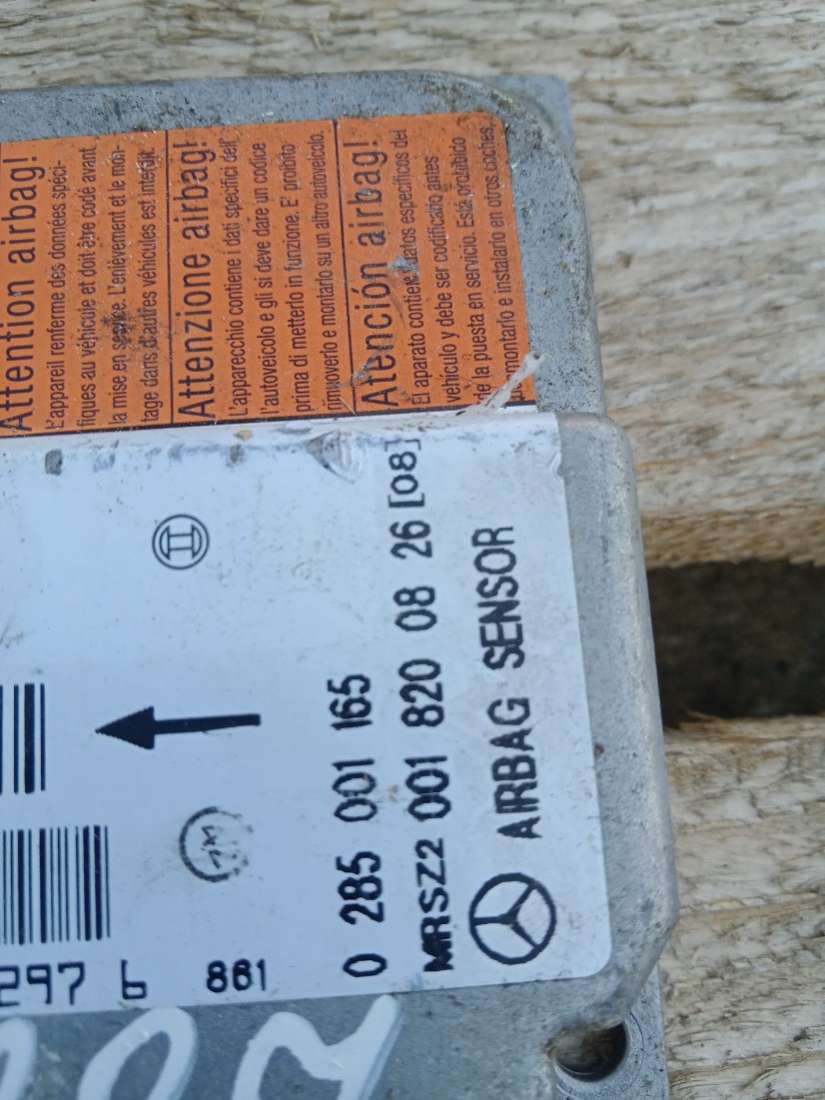 Attention airbag!
L'appareil renferme des données spéci-
fiques au véhicule et doit être codé avant
la mise en service. L'enlèvement et le mon-
tage dans d'autres véhicules est interdit.
Attenzione airbag!
L'apparecchio contiene i dati specifici dell'
l'autoveicolo e gli si deve dare un codice
prima di metterlo in funzione. E' proibito
rimuoverlo e montarlo su un altro autoveicolo.
Atención airbag!
El aparato contiene datos específicos del
vehículo y debe ser codificado antes
de la puesta en servicio. Está prohibido
montarlo e instalarlo en otros coches.
AIRBAG SENSOR
MRSZ2 001 820 08 26 [08]
0 285 001 165
881
297 6